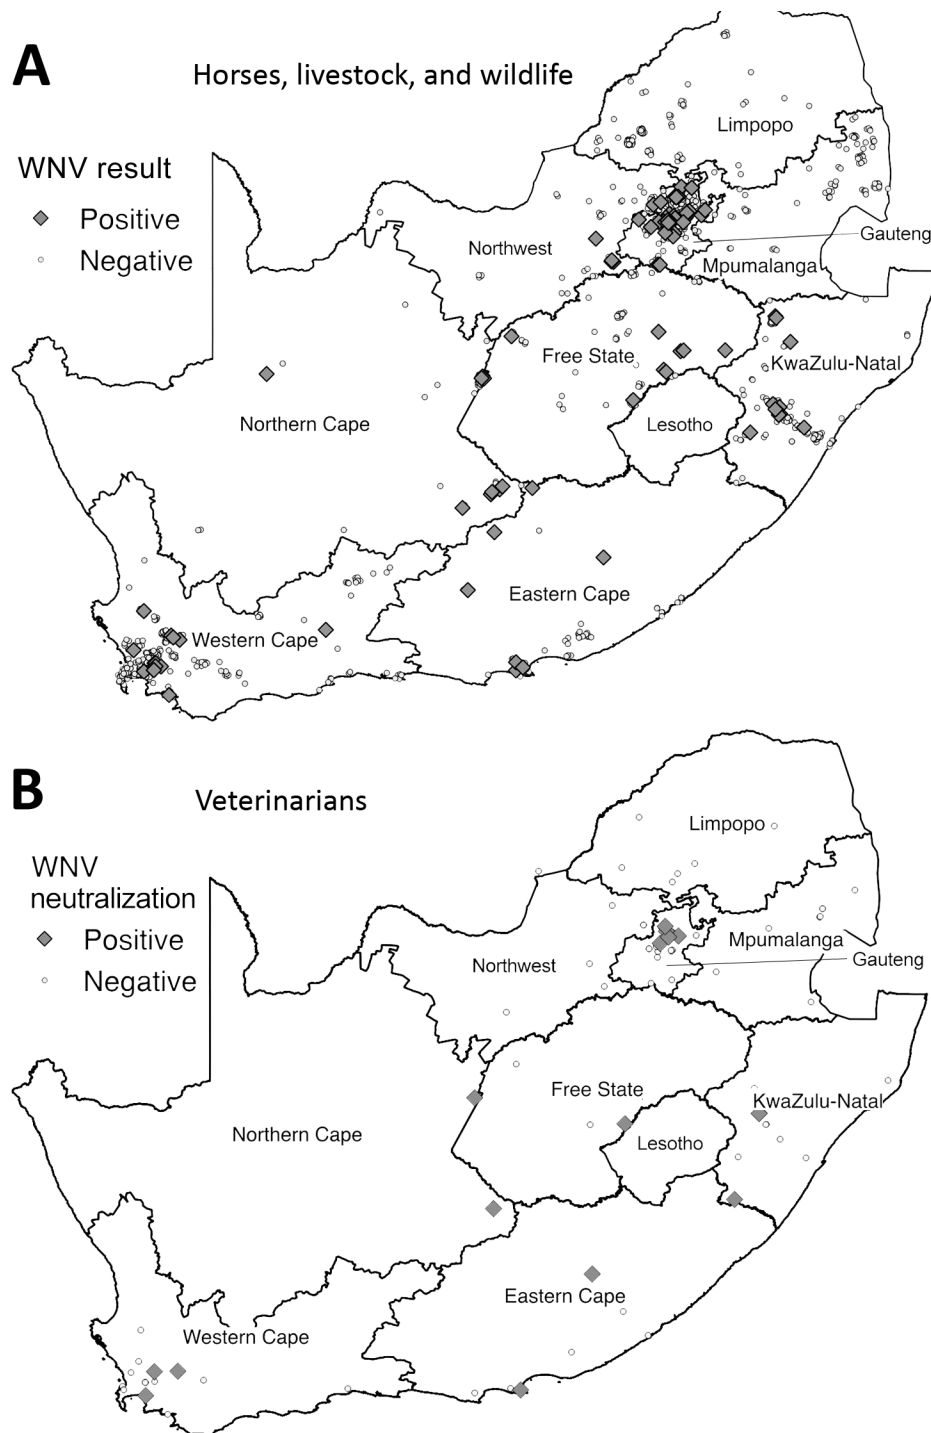 A
Horses, livestock, and wildlife
WNV result
Positive
Negative
Limpopo
Northwest
Gauteng
Mpumalanga
Free State
KwaZulu-Natal
Northern Cape
Lesotho
Eastern Cape
Western Cape
B
Veterinarians
WNV
neutralization
Positive
Negative
Limpopo
Mpumalanga
Northwest
Gauteng
Free State
KwaZulu-Natal
Northern Cape
Lesotho
Eastern Cape
Western Cape